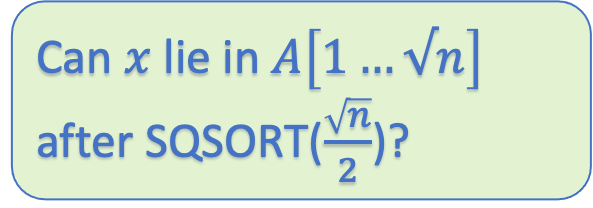 Can x lie in A[1 ... √n]
after SQSORT(√n/2)?